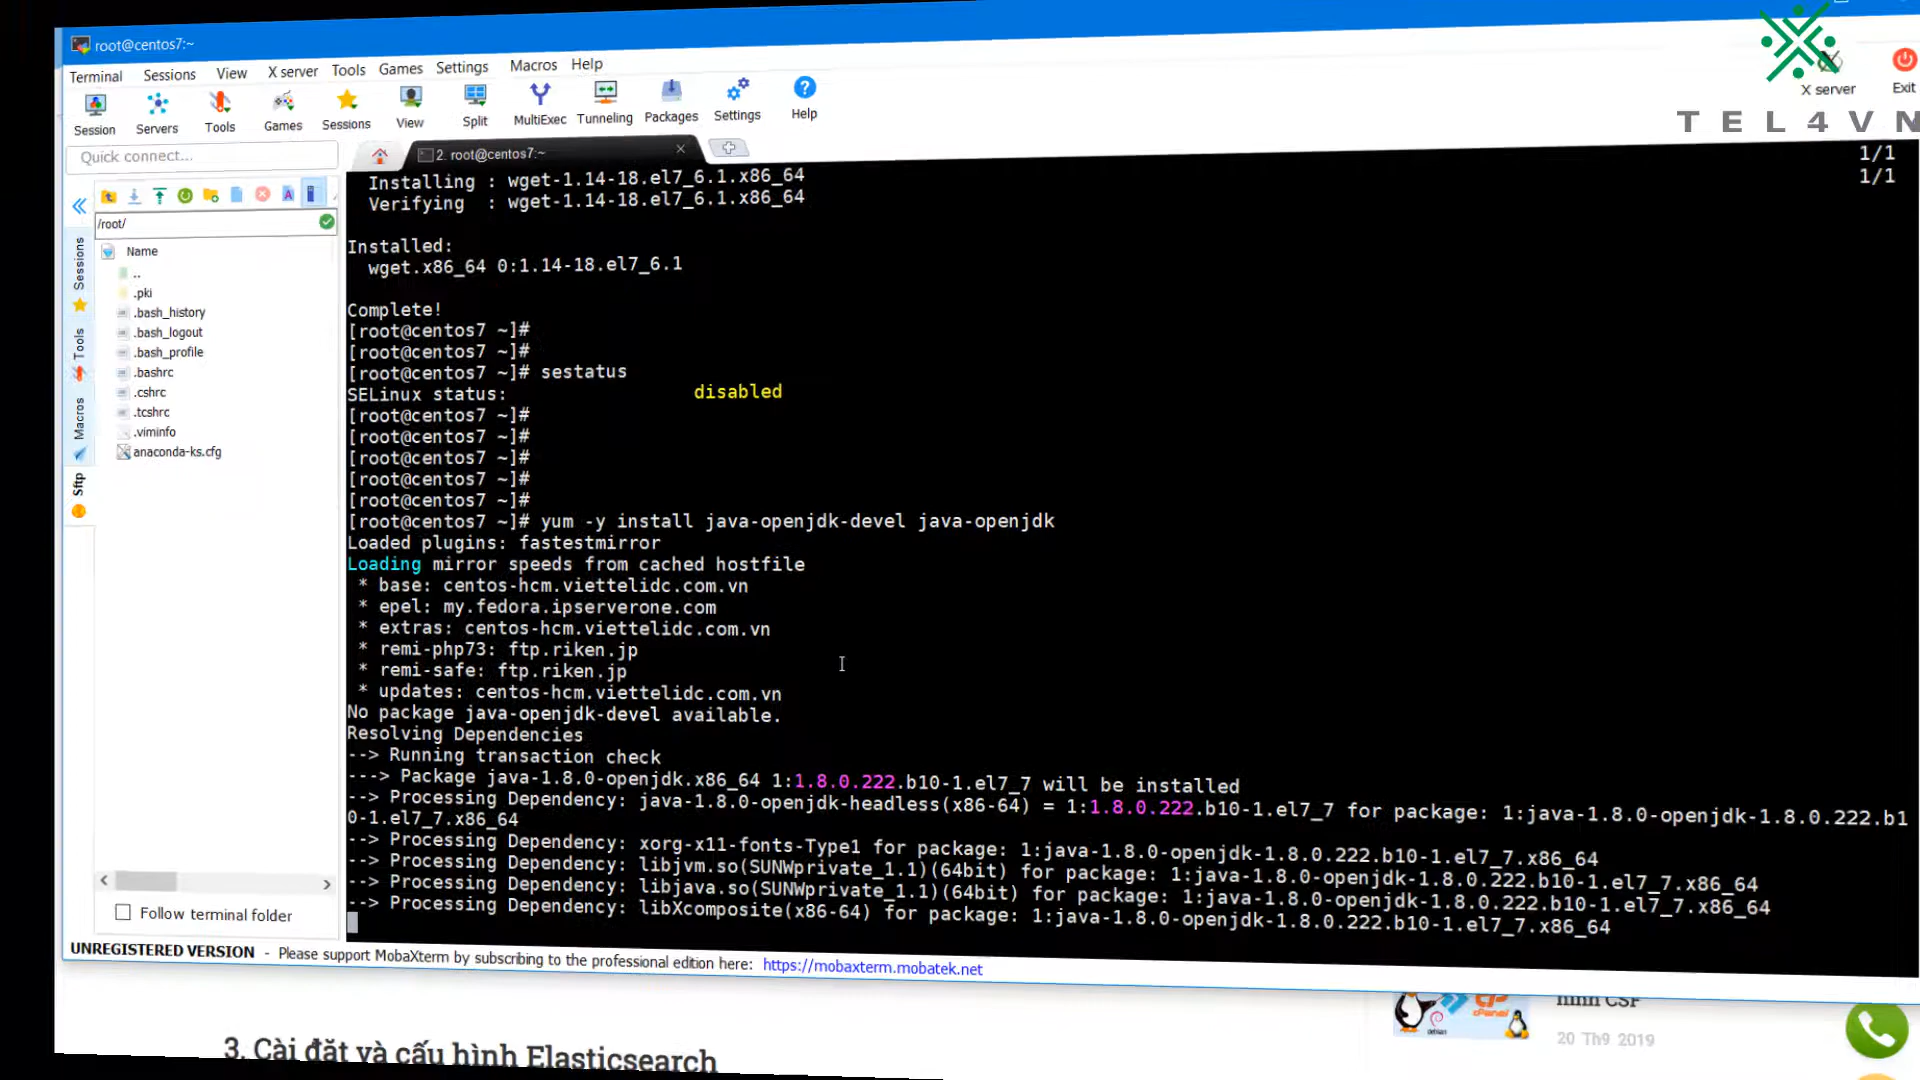 root@centos7:~
Terminal Sessions View X server Tools Games Settings Macros Help
Session Servers Tools Games Sessions View Split MultiExec Tunneling Packages Settings Help
X server Exit
TEL4VN
Quick connect...
2. root@centos7:~
/root/
Name
..
.pki
.bash_history
.bash_logout
.bash_profile
.bashrc
.cshrc
.tcshrc
.viminfo
anaconda-ks.cfg
Sessions
Tools
Macros
Sftp
Follow terminal folder
1/1
1/1
Installing : wget-1.14-18.el7_6.1.x86_64
Verifying : wget-1.14-18.el7_6.1.x86_64
Installed:
wget.x86_64 0:1.14-18.el7_6.1
Complete!
[root@centos7 ~]#
[root@centos7 ~]#
[root@centos7 ~]# sestatus
SELinux status: disabled
[root@centos7 ~]#
[root@centos7 ~]#
[root@centos7 ~]#
[root@centos7 ~]#
[root@centos7 ~]#
[root@centos7 ~]# yum -y install java-openjdk-devel java-openjdk
Loaded plugins: fastestmirror
Loading mirror speeds from cached hostfile
* base: centos-hcm.viettelidc.com.vn
* epel: my.fedora.ipserverone.com
* extras: centos-hcm.viettelidc.com.vn
* remi-php73: ftp.riken.jp
* remi-safe: ftp.riken.jp
* updates: centos-hcm.viettelidc.com.vn
No package java-openjdk-devel available.
Resolving Dependencies
--> Running transaction check
---> Package java-1.8.0-openjdk.x86_64 1:1.8.0.222.b10-1.el7_7 will be installed
--> Processing Dependency: java-1.8.0-openjdk-headless(x86-64) = 1:1.8.0.222.b10-1.el7_7 for package: 1:java-1.8.0-openjdk-1.8.0.222.b1
0-1.el7_7.x86_64
--> Processing Dependency: xorg-x11-fonts-Type1 for package: 1:java-1.8.0-openjdk-1.8.0.222.b10-1.el7_7.x86_64
--> Processing Dependency: libjvm.so(SUNWprivate_1.1)(64bit) for package: 1:java-1.8.0-openjdk-1.8.0.222.b10-1.el7_7.x86_64
--> Processing Dependency: libjava.so(SUNWprivate_1.1)(64bit) for package: 1:java-1.8.0-openjdk-1.8.0.222.b10-1.el7_7.x86_64
--> Processing Dependency: libXcomposite(x86-64) for package: 1:java-1.8.0-openjdk-1.8.0.222.b10-1.el7_7.x86_64
UNREGISTERED VERSION - Please support MobaXterm by subscribing to the professional edition here: https://mobaxterm.mobatek.net
3. Cài đặt và cấu hình Elasticsearch
hình CSF
20 Th9 2019